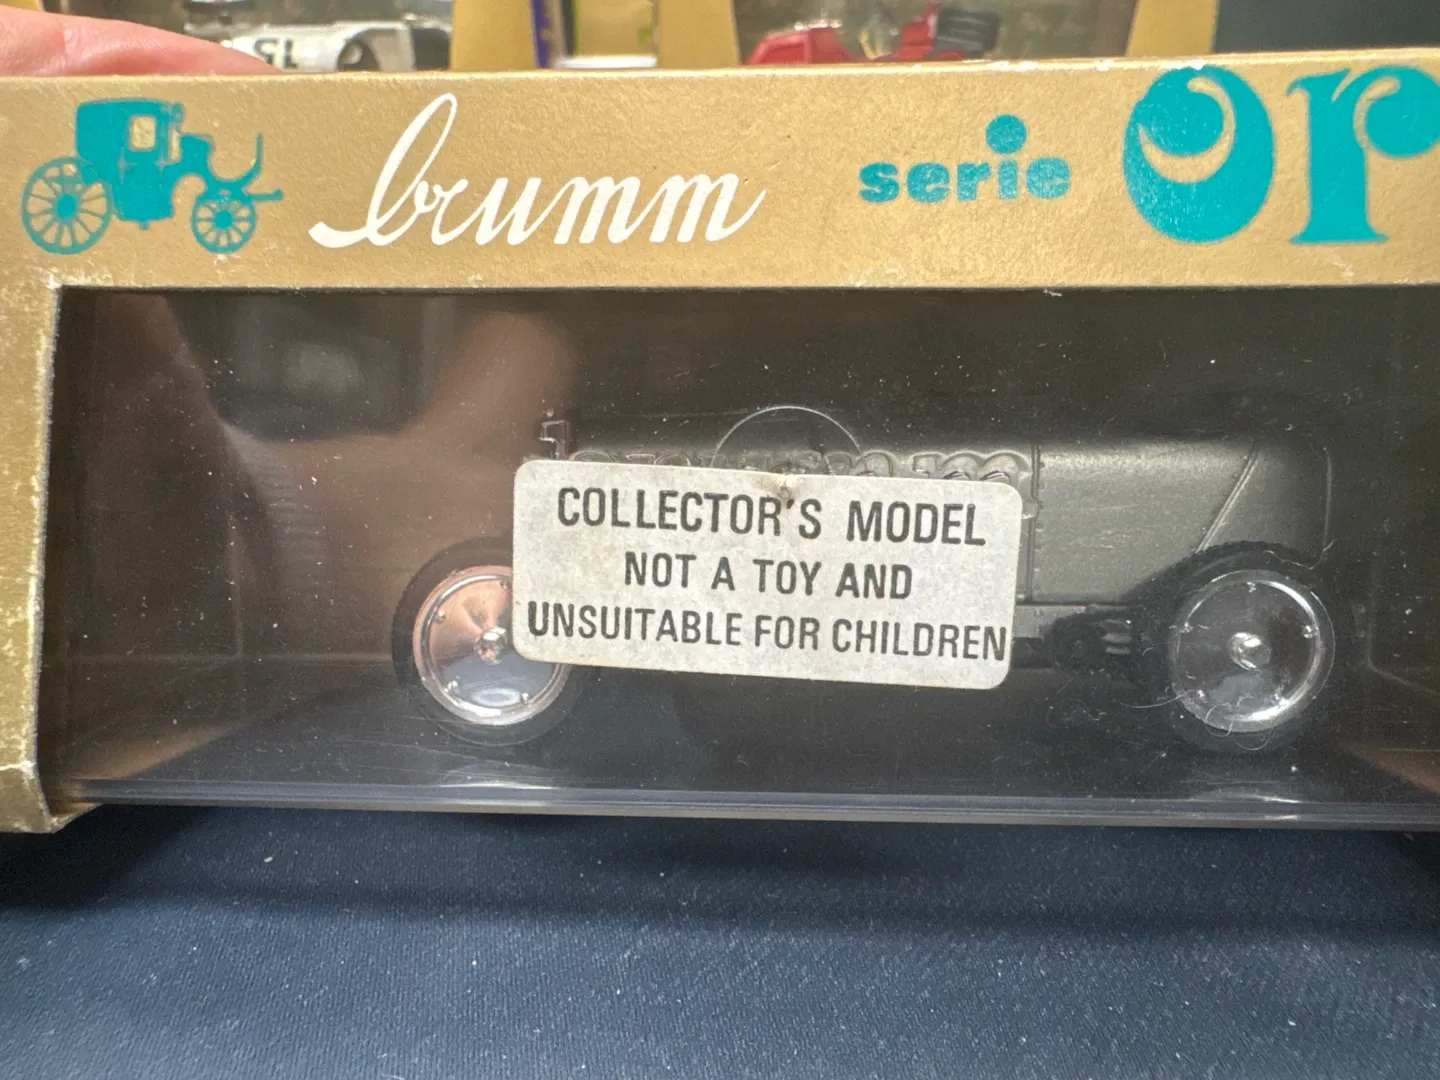 brumm
serie or
COLLECTOR'S MODEL
NOT A TOY AND
UNSUITABLE FOR CHILDREN